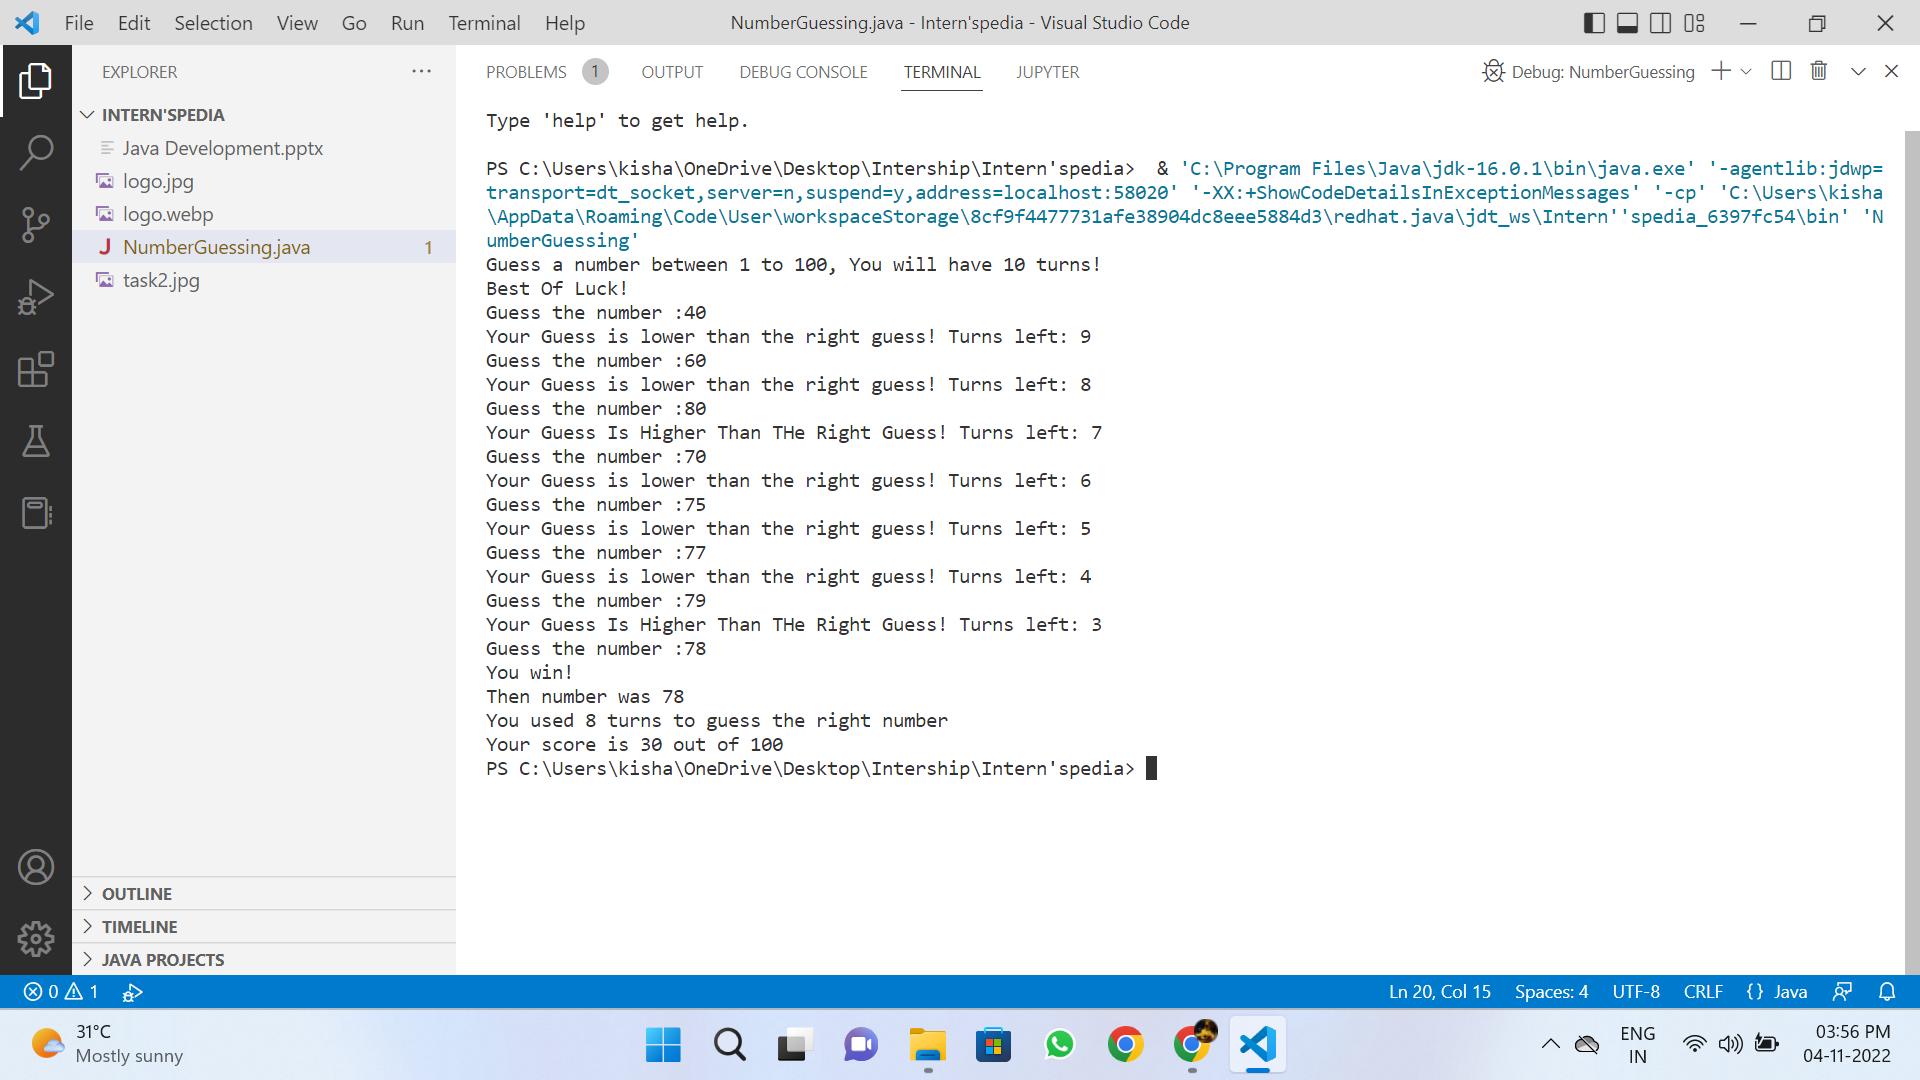 File Edit Selection View Go Run Terminal Help
NumberGuessing.java - Intern'spedia - Visual Studio Code
EXPLORER
INTERN'SPEDIA
Java Development.pptx
logo.jpg
logo.webp
J NumberGuessing.java 1
task2.jpg
OUTLINE
TIMELINE
JAVA PROJECTS
PROBLEMS 1 OUTPUT DEBUG CONSOLE TERMINAL JUPYTER
Debug: NumberGuessing
Type 'help' to get help.
PS C:\Users\kisha\OneDrive\Desktop\Intership\Intern'spedia>  & 'C:\Program Files\Java\jdk-16.0.1\bin\java.exe' '-agentlib:jdwp=
transport=dt_socket,server=n,suspend=y,address=localhost:58020' '-XX:+ShowCodeDetailsInExceptionMessages' '-cp' 'C:\Users\kisha
\AppData\Roaming\Code\User\workspaceStorage\8cf9f4477731afe38904dc8eee5884d3\redhat.java\jdt_ws\Intern''spedia_6397fc54\bin' 'N
umberGuessing'
Guess a number between 1 to 100, You will have 10 turns!
Best Of Luck!
Guess the number :40
Your Guess is lower than the right guess! Turns left: 9
Guess the number :60
Your Guess is lower than the right guess! Turns left: 8
Guess the number :80
Your Guess Is Higher Than THe Right Guess! Turns left: 7
Guess the number :70
Your Guess is lower than the right guess! Turns left: 6
Guess the number :75
Your Guess is lower than the right guess! Turns left: 5
Guess the number :77
Your Guess is lower than the right guess! Turns left: 4
Guess the number :79
Your Guess Is Higher Than THe Right Guess! Turns left: 3
Guess the number :78
You win!
Then number was 78
You used 8 turns to guess the right number
Your score is 30 out of 100
PS C:\Users\kisha\OneDrive\Desktop\Intership\Intern'spedia>
0 1
Ln 20, Col 15 Spaces: 4 UTF-8 CRLF {} Java
31°C
Mostly sunny
ENG
IN
03:56 PM
04-11-2022